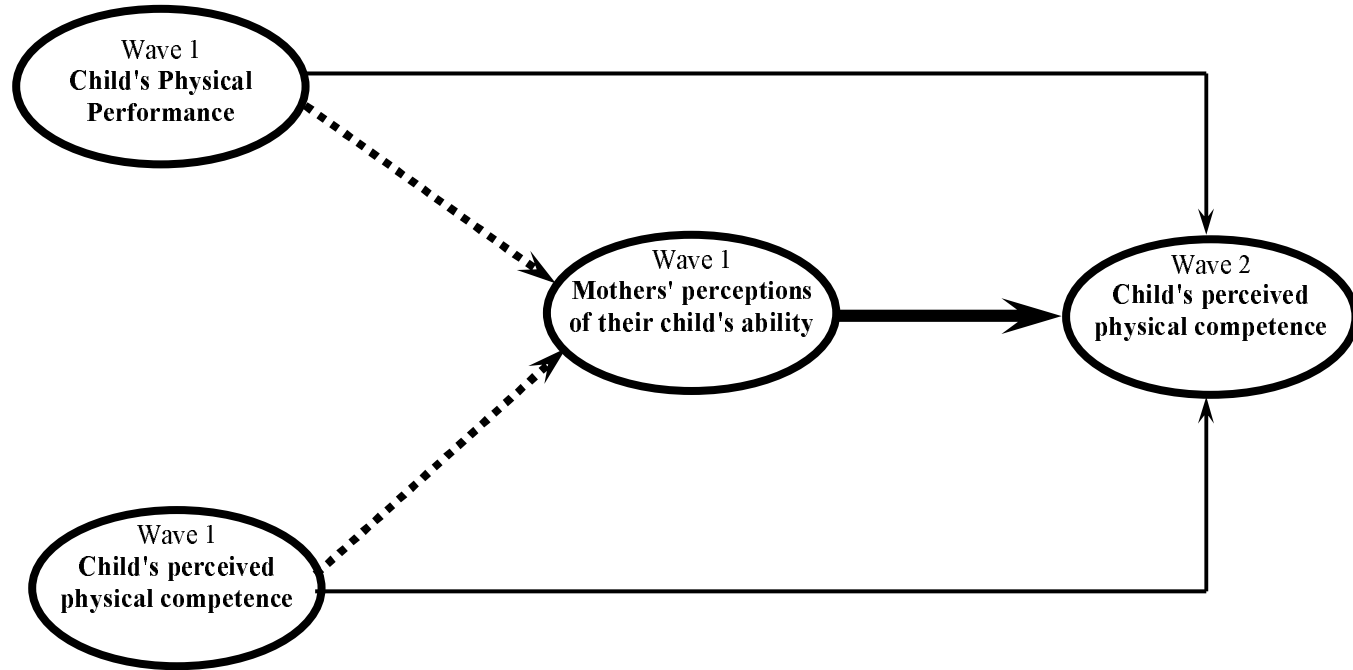 Wave 1
Child's Physical
Performance
Wave 1
Mothers' perceptions
of their child's ability
Wave 2
Child's perceived
physical competence
Wave 1
Child's perceived
physical competence